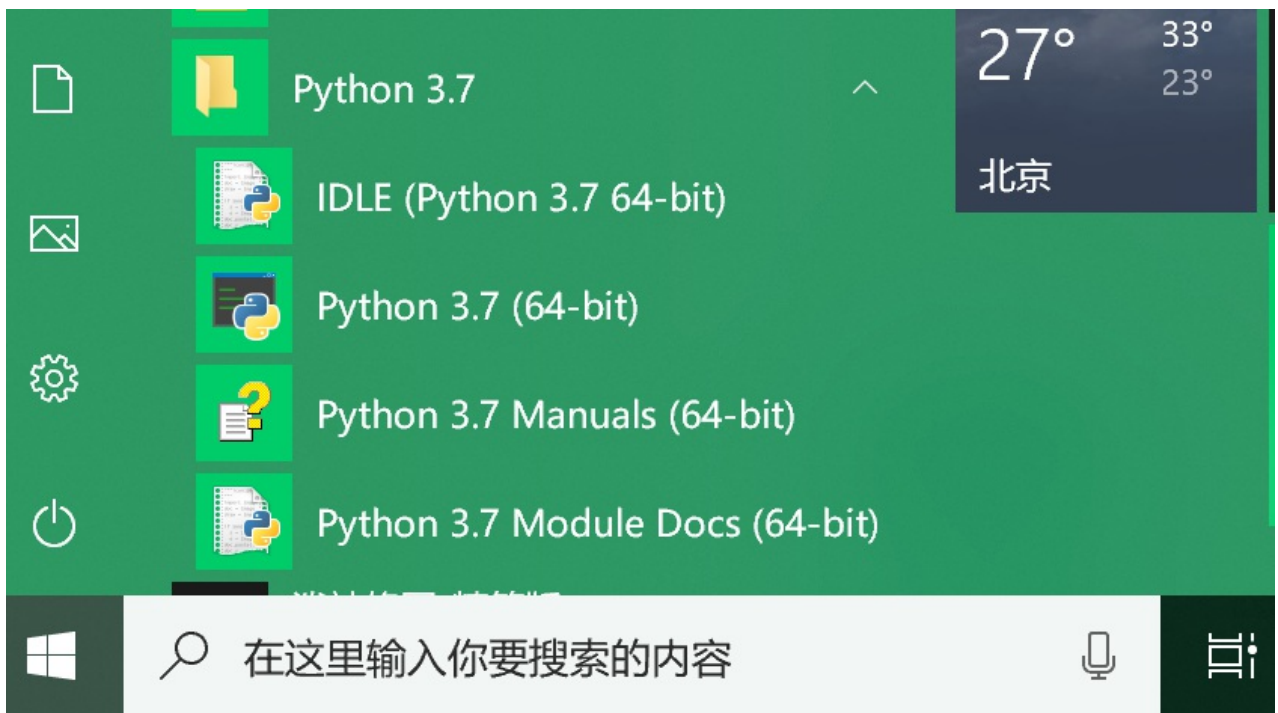 Python 3.7
IDLE (Python 3.7 64-bit)
Python 3.7 (64-bit)
Python 3.7 Manuals (64-bit)
Python 3.7 Module Docs (64-bit)
27°
33°
23°
北京
在这里输入你要搜索的内容